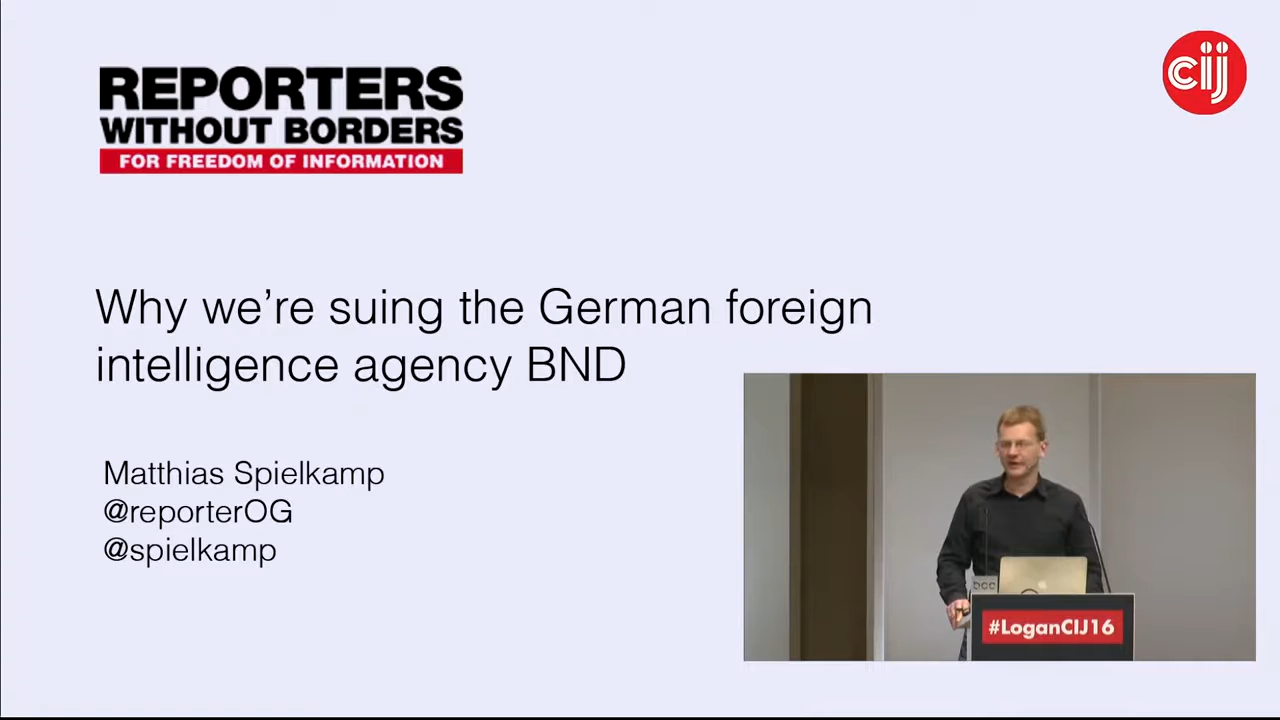 REPORTERS
WITHOUT BORDERS
FOR FREEDOM OF INFORMATION
cij
Why we're suing the German foreign
intelligence agency BND
Matthias Spielkamp
@reporterOG
@spielkamp
bcc
#LoganCIJ16